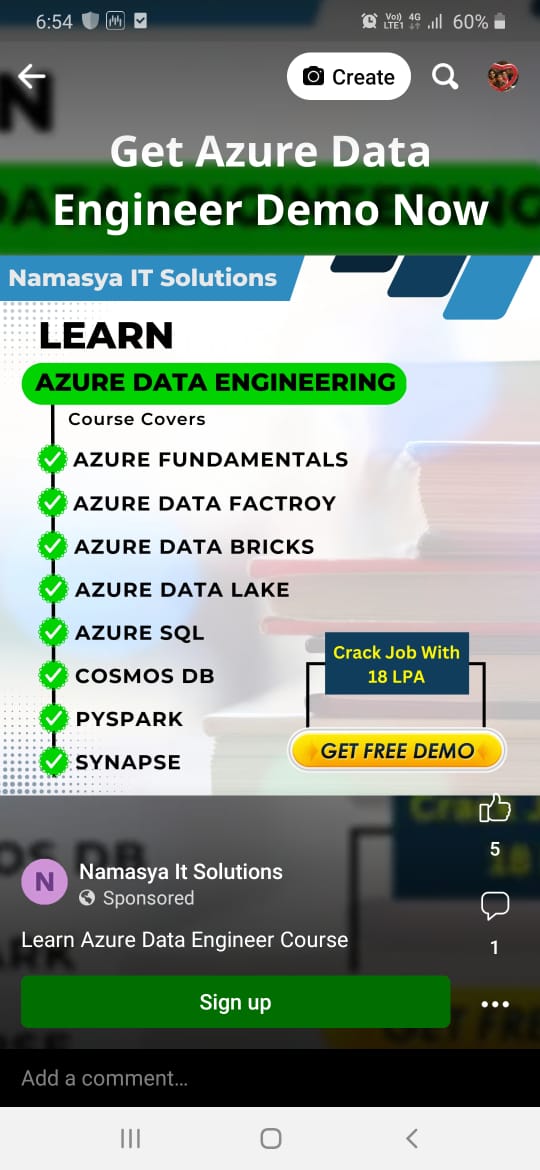 6:54
Vo)) 4G
LTE1
60%
Create
Get Azure Data
Engineer Demo Now
Namasya IT Solutions
LEARN
AZURE DATA ENGINEERING
Course Covers
AZURE FUNDAMENTALS
AZURE DATA FACTROY
AZURE DATA BRICKS
AZURE DATA LAKE
AZURE SQL
COSMOS DB
PYSPARK
SYNAPSE
Crack Job With
18 LPA
GET FREE DEMO
5
N
Namasya It Solutions
Sponsored
Learn Azure Data Engineer Course
1
Sign up
Add a comment...